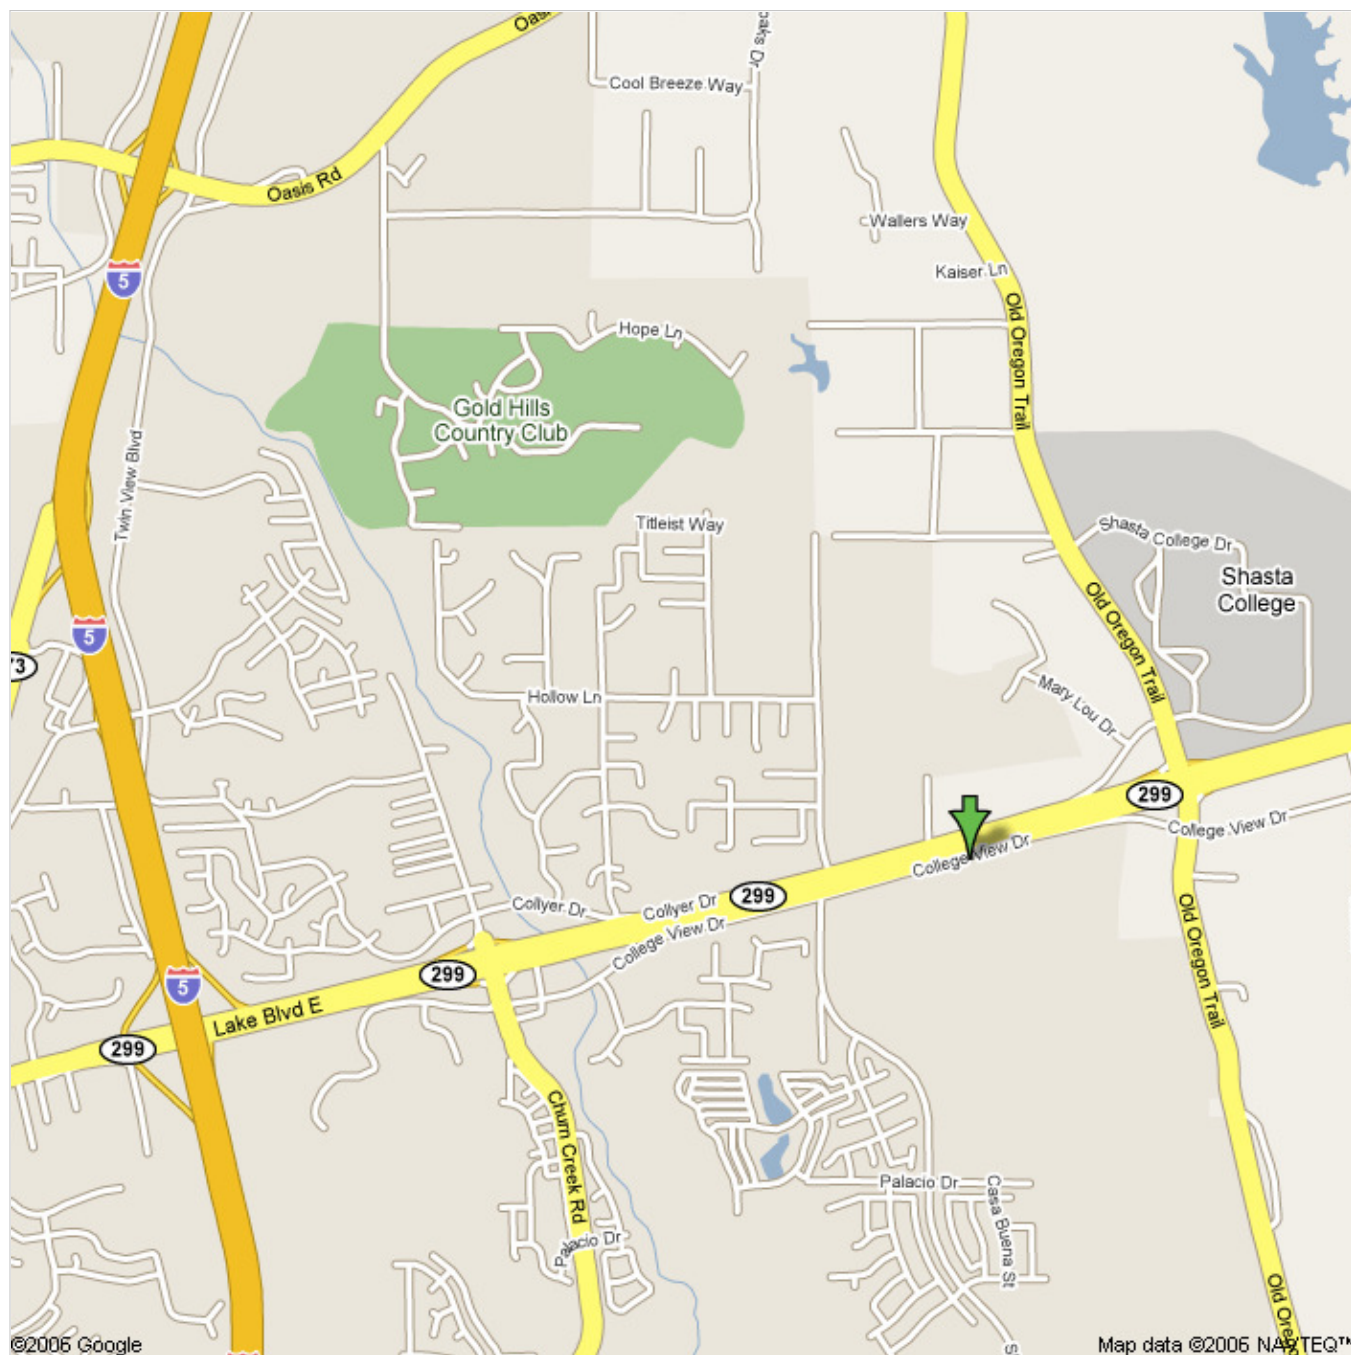 Oasis
oaks Dr
Cool Breeze Way
Oasis Rd
Wallers Way
Kaiser Ln
5
Old Oregon Trail
Hope Ln
Gold Hills
Country Club
Twin View Blvd
Titleist Way
Shasta College Dr
Shasta
College
Old Oregon Trail
5
73
Hollow Ln
Mary Lou Dr
299
College View Dr
College View Dr
299
Collyer Dr
Collyer Dr
College View Dr
299
5
Old Oregon Trail
Lake Blvd E
299
Churn Creek Rd
Palacio Dr
Casa Buena St
Palacio Dr
Old Ore
©2006 Google
Map data ©2006 NAVTEQ™